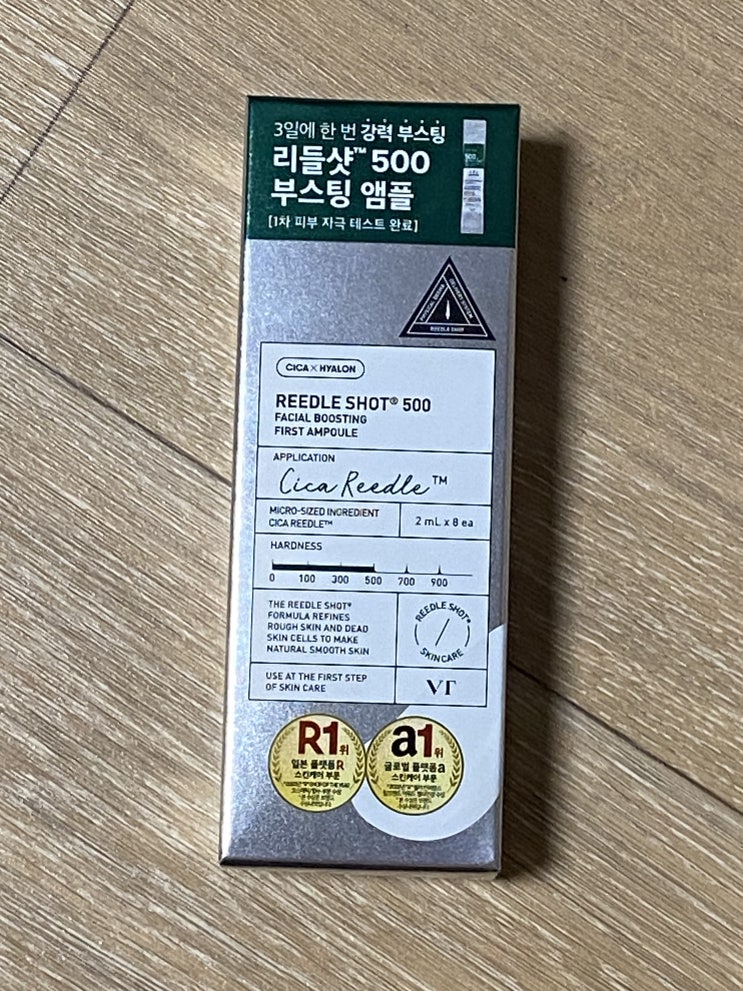 3일에 한 번 강력 부스팅
리들샷™ 500
부스팅 앰플
[1차 피부 자극 테스트 완료]
500
REEDLE SHOT
CICA X HYALON
REEDLE SHOT® 500
FACIAL BOOSTING
FIRST AMPOULE
APPLICATION
Cica Reedle™
MICRO-SIZED INGREDIENT
CICA REEDLE™
2 mL x 8 ea
HARDNESS
0 100 300 500 700 900
THE REEDLE SHOT®
FORMULA REFINES
ROUGH SKIN AND DEAD
SKIN CELLS TO MAKE
NATURAL SMOOTH SKIN
REEDLE SHOT®
SKINCARE
USE AT THE FIRST STEP
OF SKIN CARE
VT
R1위
일본 플랫폼R
스킨케어 부문
a1위
글로벌 플랫폼a
스킨케어 부문